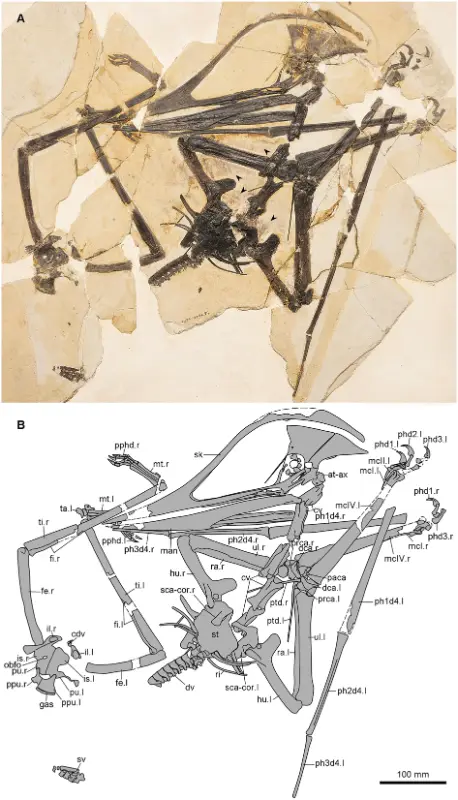 A
B
pphd.r
mt.r
sk
phd2.l
phd1.l
phd3.l
mcII.l
mcI.l
at-ax
ta.l
mt.l
mcIV.l
phd1.r
ti.r
pphd.l
ph3d4.r
man
ph2d4.r
ul.r
prca.r
dca.r
ph1d4.r
mcI.r
phd3.r
fi.r
mcIV.r
ra.r
hu.r
cv
paca
dca.l
prca.l
ph1d4.l
ti.l
sca-cor.r
fe.r
ptd.r
fi.l
st
ptd.l
il.r
cdv
ul.l
is.r
obfo
pu.r
il.l
ra.l
ppu.r
is.l
fe.l
dv
ri
sca-cor.l
ph2d4.l
gas
pu.l
ppu.l
hu.l
sv
ph3d4.l
100 mm